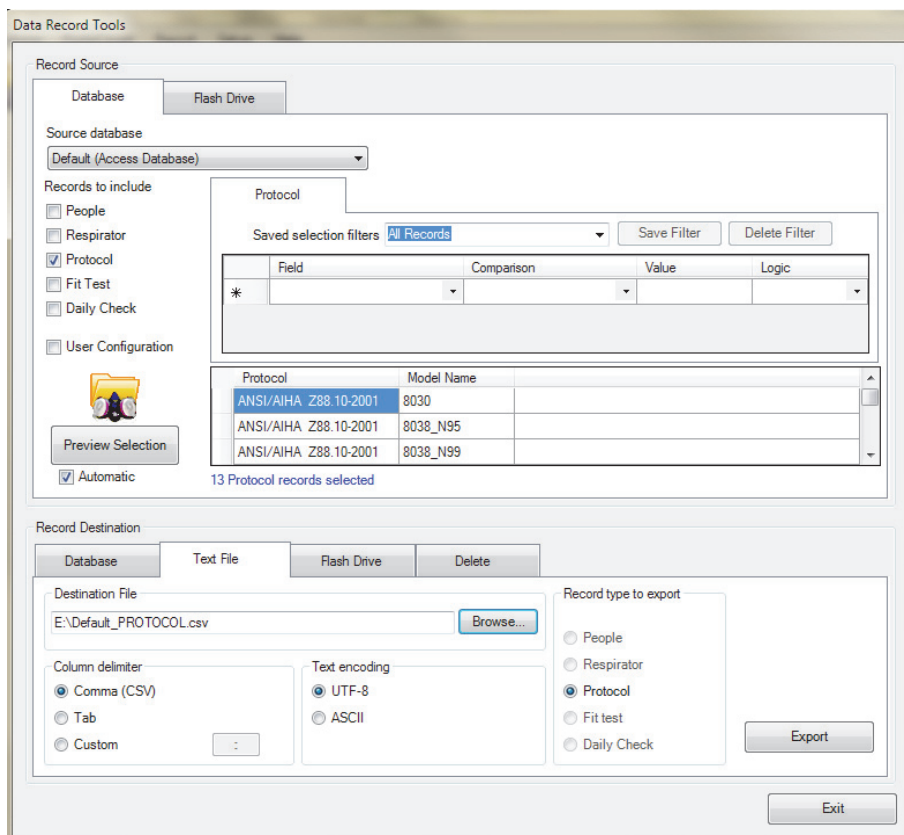 Data Record Tools
Record Source
Database Flash Drive
Source database
Default (Access Database)
Records to include
People
Respirator
Protocol
Fit Test
Daily Check
User Configuration
Preview Selection
Automatic
Protocol
Saved selection filters All Records Save Filter Delete Filter
Field Comparison Value Logic
*
Protocol Model Name
ANSI/AIHA Z88.10-2001 8030
ANSI/AIHA Z88.10-2001 8038_N95
ANSI/AIHA Z88.10-2001 8038_N99
13 Protocol records selected
Record Destination
Database Text File Flash Drive Delete
Destination File
E:\Default_PROTOCOL.csv Browse...
Column delimiter
Comma (CSV)
Tab
Custom :
Text encoding
UTF-8
ASCII
Record type to export
People
Respirator
Protocol
Fit test
Daily Check
Export
Exit